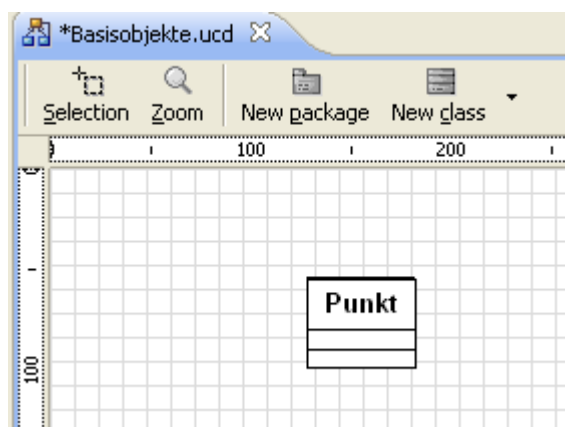 *Basisobjekte.ucd
Selection Zoom New package New class
100 200
Punkt
100